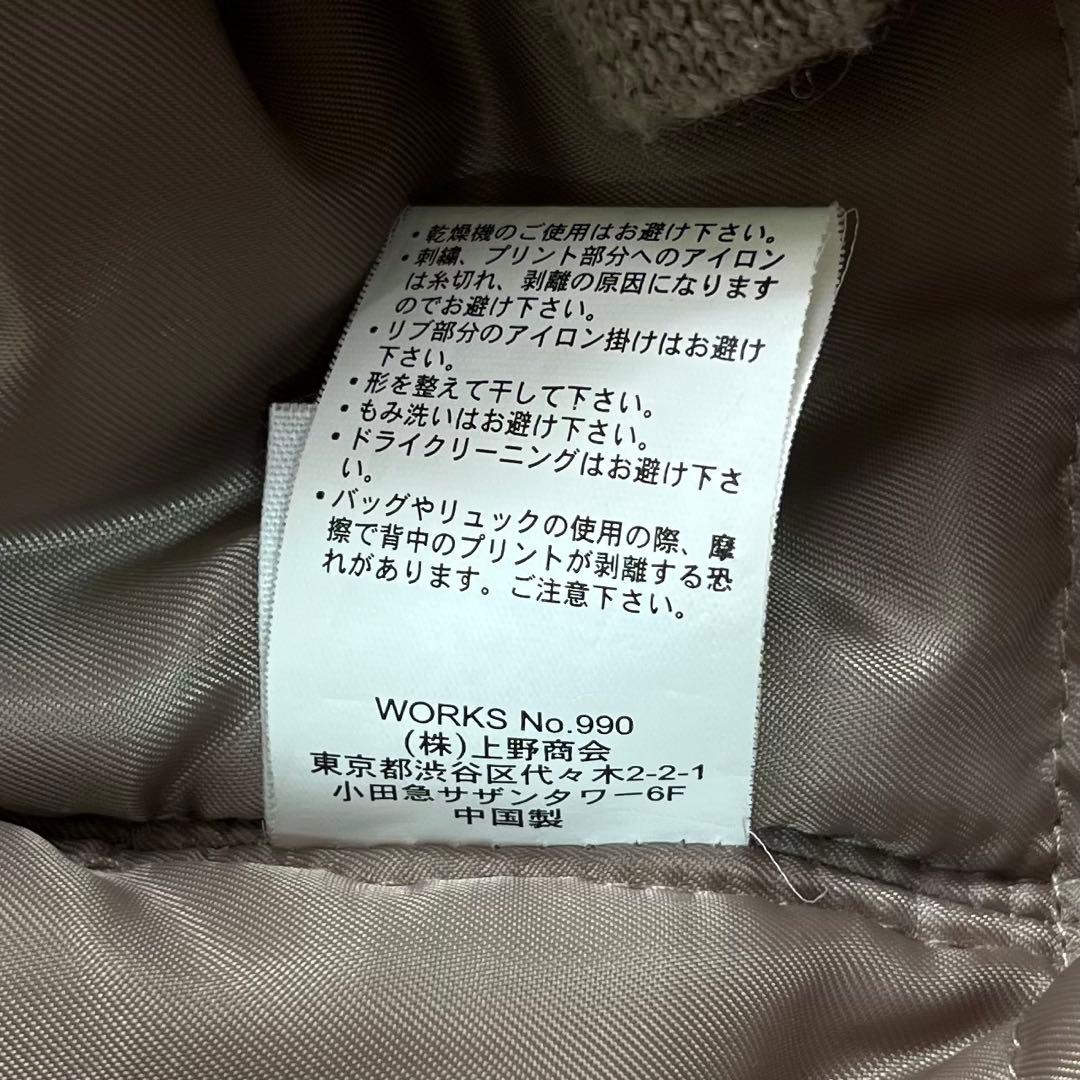 ・乾燥機のご使用はお避け下さい。
・刺繍、プリント部分へのアイロン
は糸切れ、剥離の原因になります
のでお避け下さい。
・リブ部分のアイロン掛けはお避け
下さい。
・形を整えて干して下さい。
・もみ洗いはお避け下さい。
・ドライクリーニングはお避け下さ
い。
・バッグやリュックの使用の際、摩
擦で背中のプリントが剥離する恐
れがあります。ご注意下さい。
WORKS No.990
(株)上野商会
東京都渋谷区代々木2-2-1
小田急サザンタワー6F
中国製